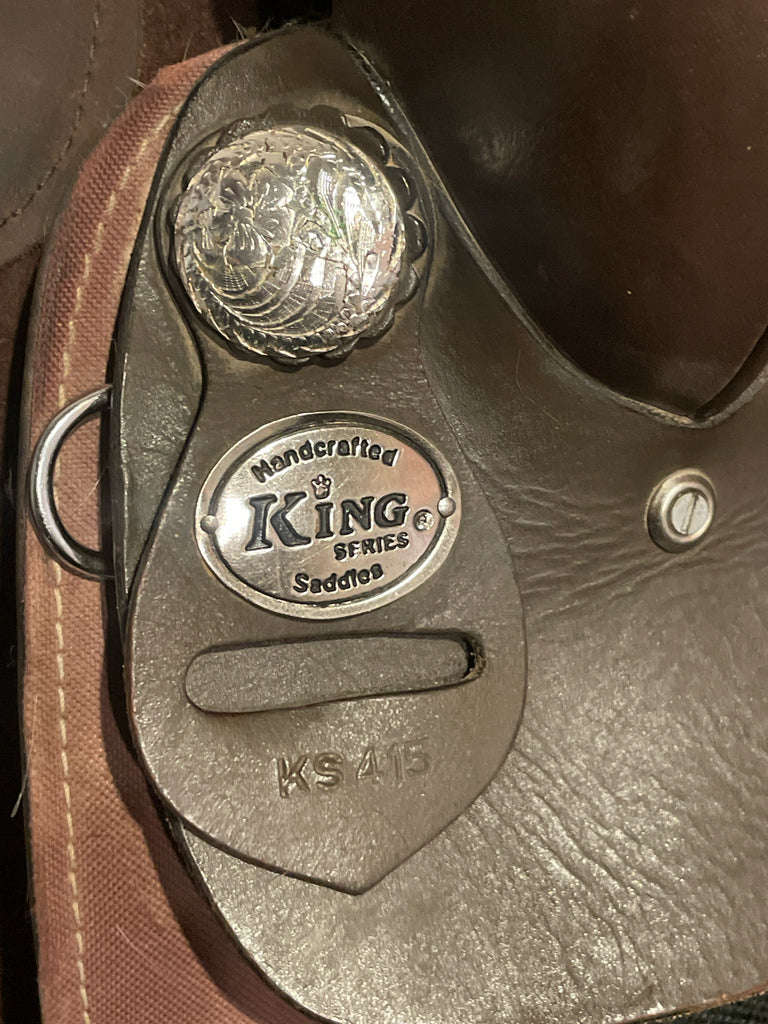 Handcrafted
KING ®
SERIES
Saddles
KS 415